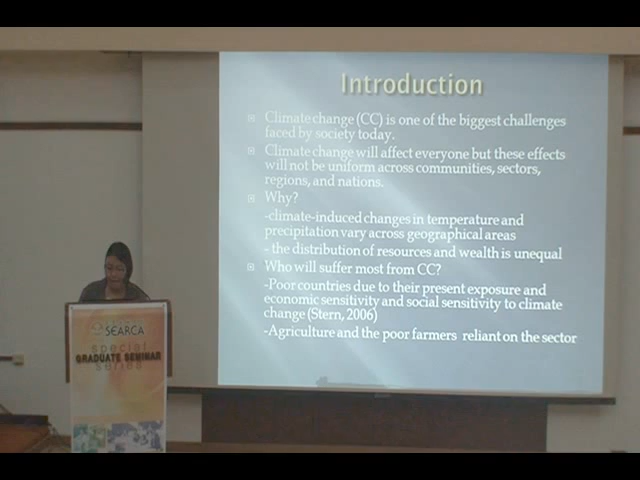 Introduction
Climate change (CC) is one of the biggest challenges
faced by society today.
Climate change will affect everyone but these effects
will not be uniform across communities, sectors,
regions, and nations.
Why?
-climate-induced changes in temperature and
precipitation vary across geographical areas
- the distribution of resources and wealth is unequal
Who will suffer most from CC?
-Poor countries due to their present exposure and
economic sensitivity and social sensitivity to climate
change (Stern, 2006)
-Agriculture and the poor farmers reliant on the sector
SEARCA
special
GRADUATE SEMINAR
series